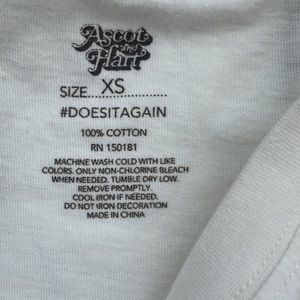 Ascot
and
Hart
SIZE XS
#DOESITAGAIN
100% COTTON
RN 150181
MACHINE WASH COLD WITH LIKE
COLORS. ONLY NON-CHLORINE BLEACH
WHEN NEEDED. TUMBLE DRY LOW.
REMOVE PROMPTLY.
COOL IRON IF NEEDED.
DO NOT IRON DECORATION
MADE IN CHINA